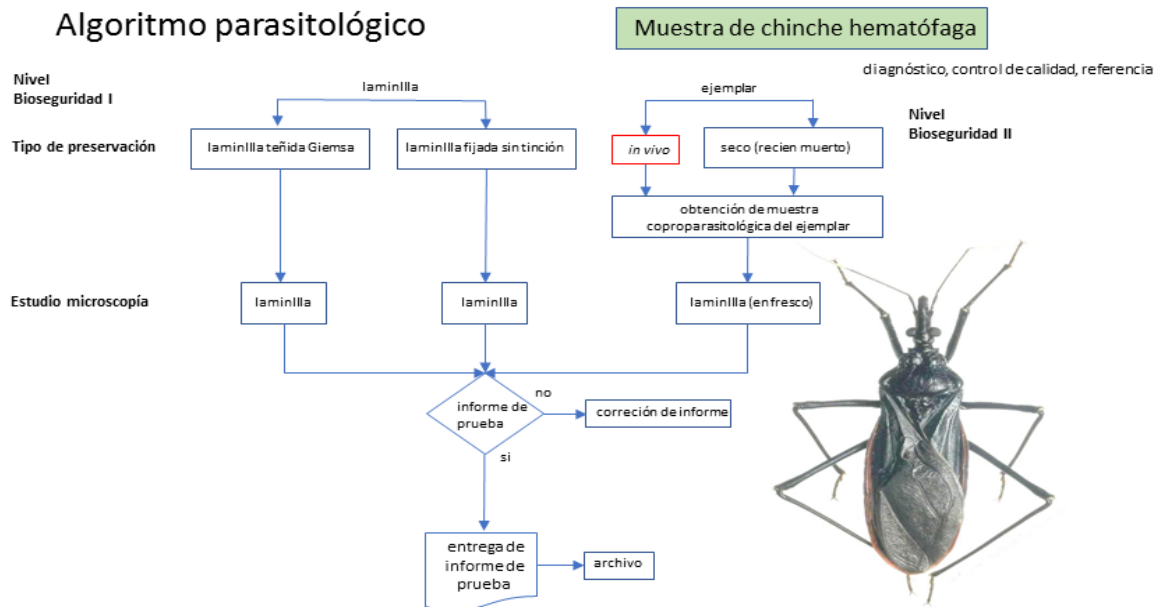 Algoritmo parasitológico
Muestra de chinche hematófaga
diagnóstico, control de calidad, referencia
Nivel
Bioseguridad I
laminIlla
ejemplar
Nivel
Bioseguridad II
Tipo de preservación
laminIlla teñida Giemsa
laminIlla fijada sin tinción
in vivo
seco (recien muerto)
obtención de muestra
coproparasitológica del ejemplar
Estudio microscopía
laminIlla
laminIlla
laminIlla (en fresco)
informe de
prueba
no
correción de informe
si
entrega de
informe de
prueba
archivo